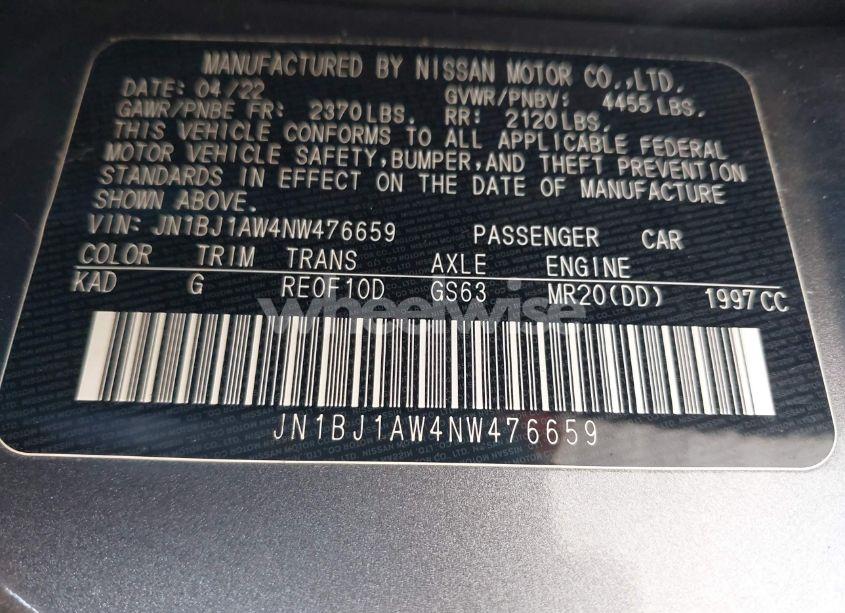 MANUFACTURED BY NISSAN MOTOR CO.,LTD.
DATE: 04/22 GVWR/PNBV: 4455LBS.
GAWR/PNBE FR: 2370LBS. RR: 2120LBS.
THIS VEHICLE CONFORMS TO ALL APPLICABLE FEDERAL
MOTOR VEHICLE SAFETY,BUMPER,AND THEFT PREVENTION
STANDARDS IN EFFECT ON THE DATE OF MANUFACTURE
SHOWN ABOVE.
VIN: JN1BJ1AW4NW476659 PASSENGER CAR
COLOR TRIM TRANS AXLE ENGINE
KAD G RE0F10D GS63 MR20(DD) 1997CC
wheelwise
JN1BJ1AW4NW476659